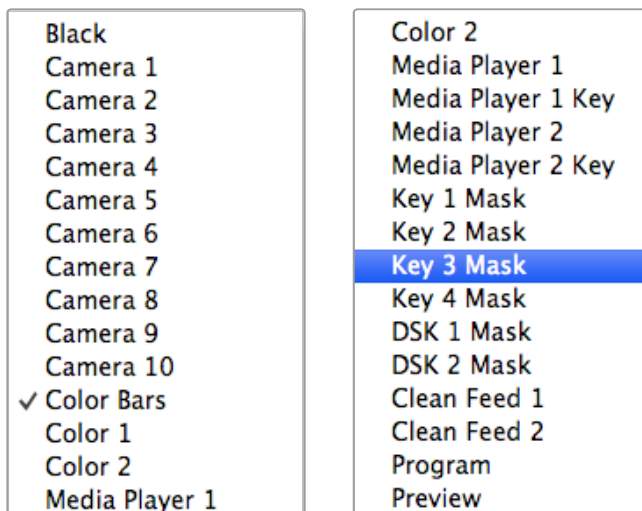 Black
Camera 1
Camera 2
Camera 3
Camera 4
Camera 5
Camera 6
Camera 7
Camera 8
Camera 9
Camera 10
✓ Color Bars
Color 1
Color 2
Media Player 1
Color 2
Media Player 1
Media Player 1 Key
Media Player 2
Media Player 2 Key
Key 1 Mask
Key 2 Mask
Key 3 Mask
Key 4 Mask
DSK 1 Mask
DSK 2 Mask
Clean Feed 1
Clean Feed 2
Program
Preview